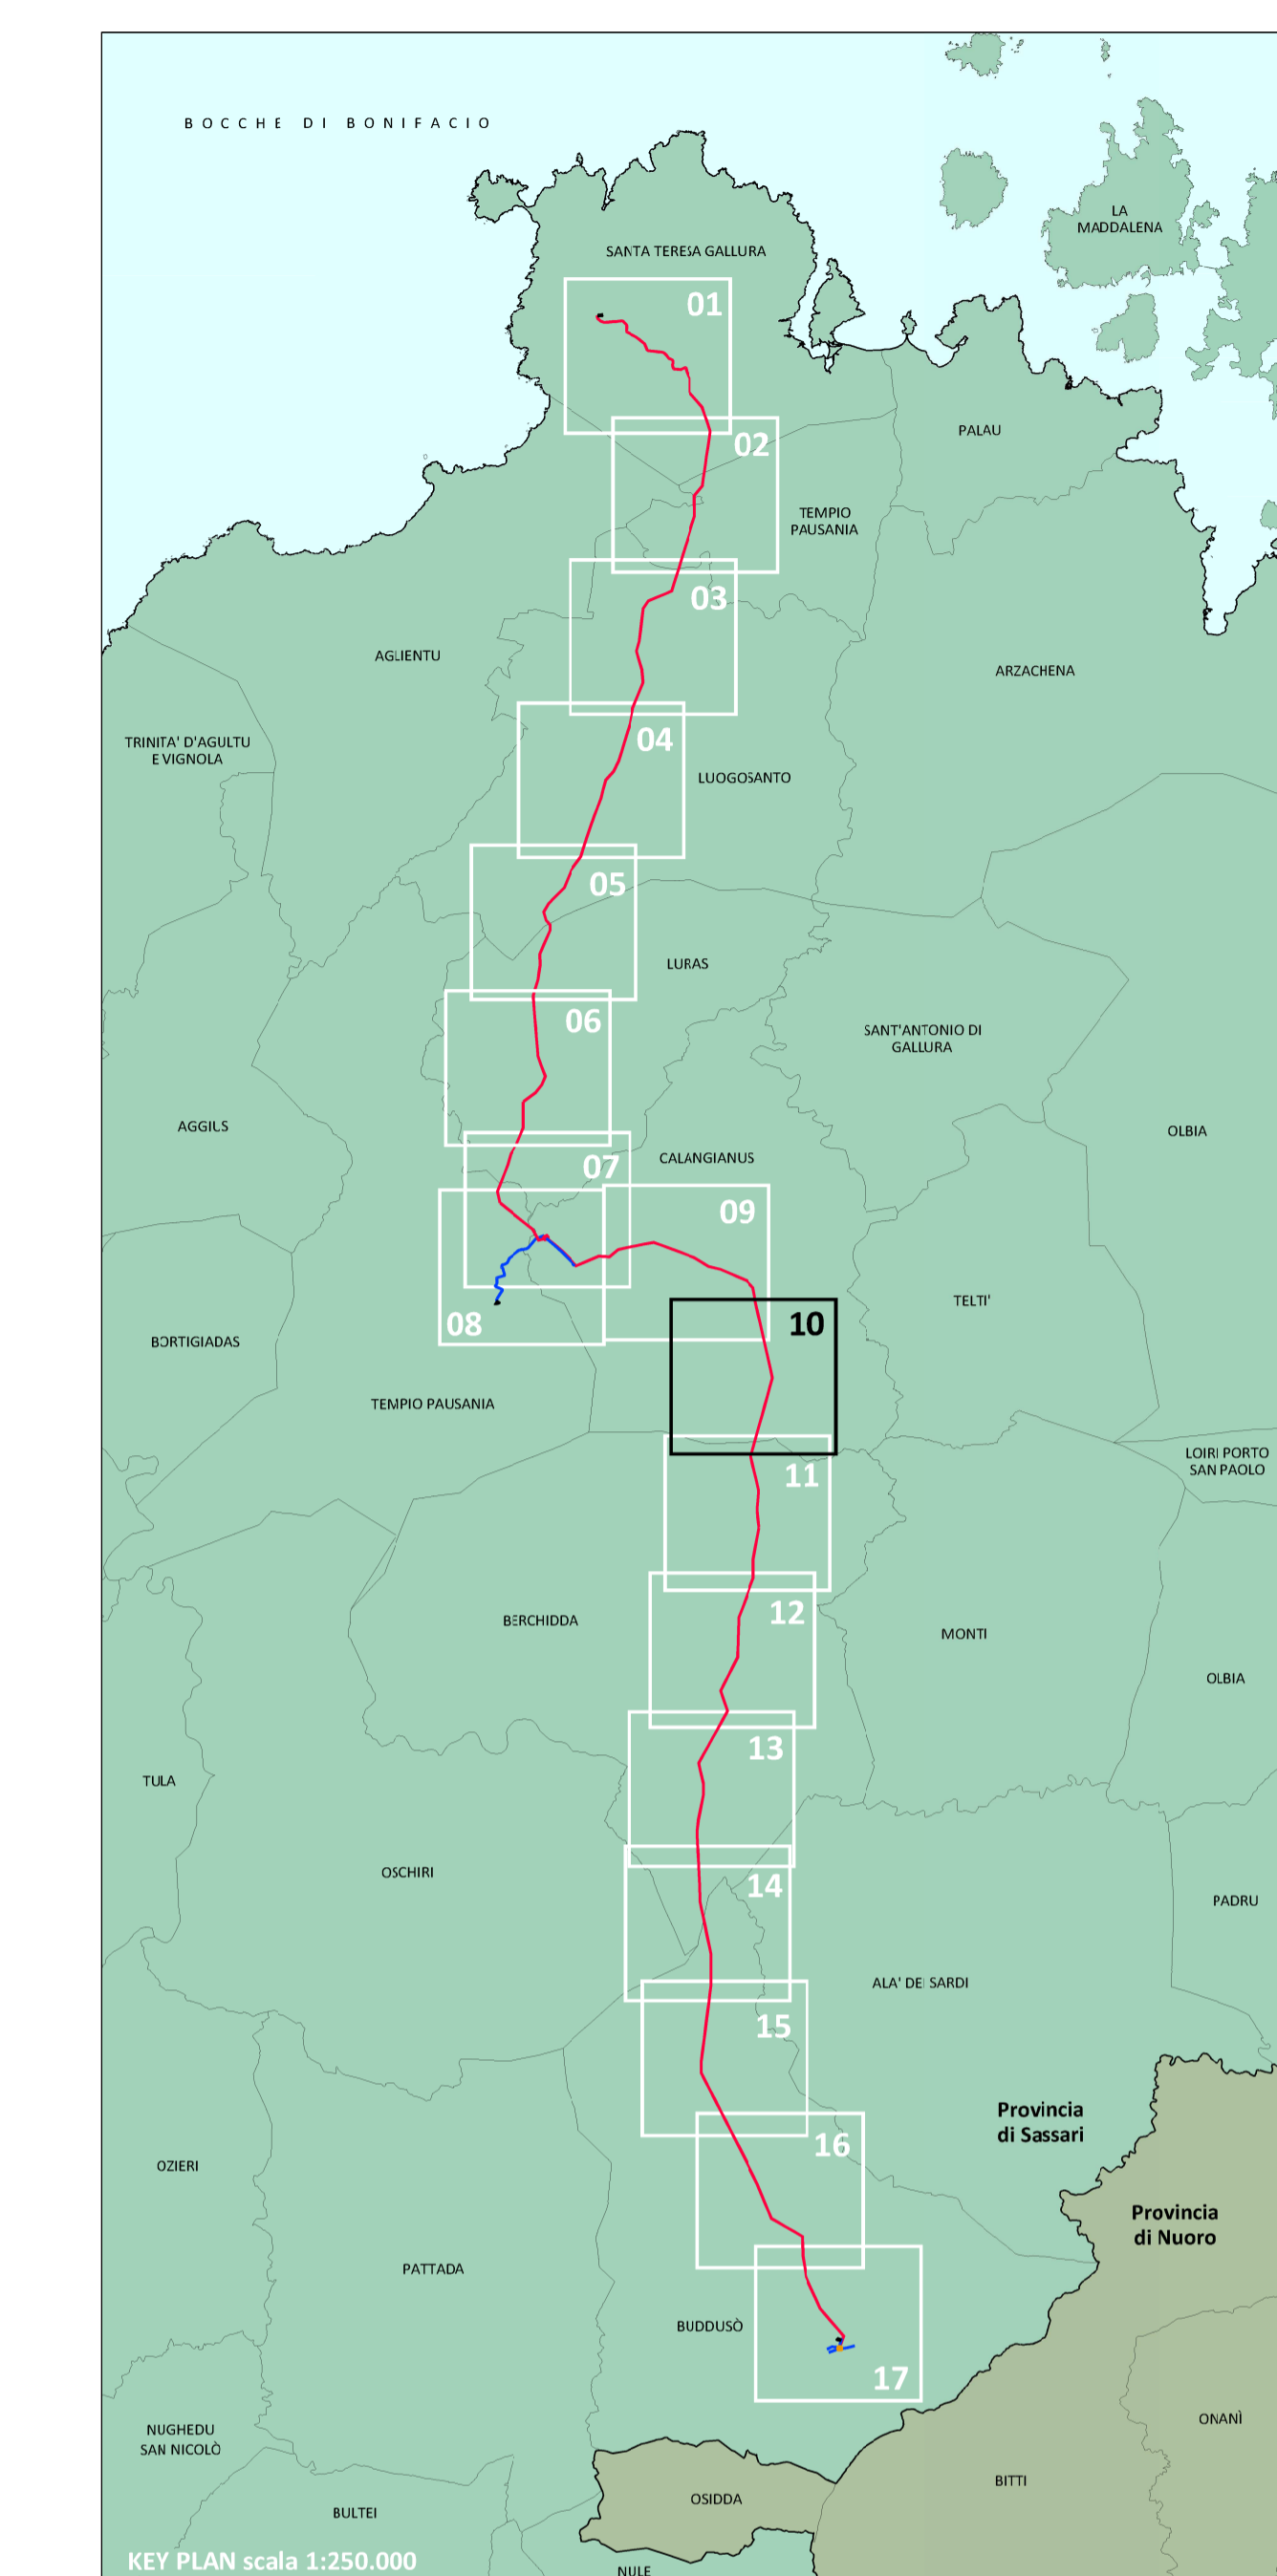 BOCCHE DI BONIFACIO
LA
MADDALENA
SANTA TERESA GALLURA
01
PALAU
02
TEMPIO
PAUSANIA
03
AGLIENTU
ARZACHENA
04
TRINITA' D'AGULTU
E VIGNOLA
LUOGOSANTO
05
LURAS
06
SANT'ANTONIO DI
GALLURA
AGGIUS
OLBIA
CALANGIANUS
07
09
TELTI'
08
10
BORTIGIADAS
TEMPIO PAUSANIA
LOIRI PORTO
SAN PAOLO
11
12
BERCHIDDA
MONTI
OLBIA
13
TULA
OSCHIRI
14
PADRU
ALA' DEI SARDI
15
Provincia
di Sassari
16
OZIERI
Provincia
di Nuoro
PATTADA
BUDDUSÒ
17
ONANÌ
NUGHEDU
SAN NICOLÒ
BITTI
OSIDDA
BULTEI
KEY PLAN scala 1:250.000
NULE